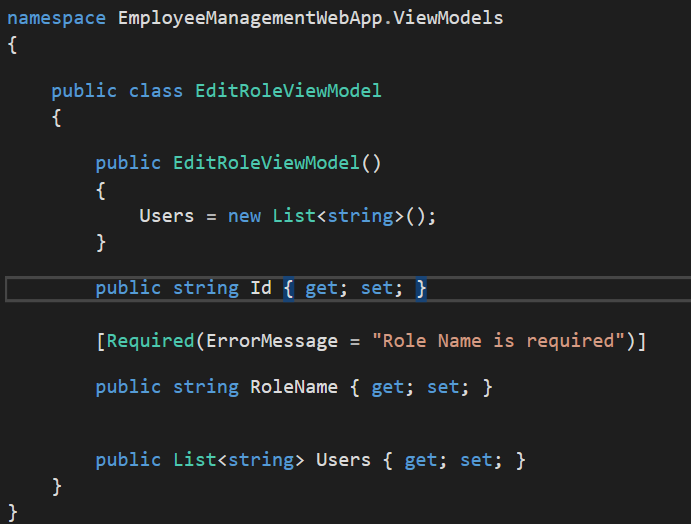 namespace EmployeeManagementWebApp.ViewModels
{
    public class EditRoleViewModel
    {
        public EditRoleViewModel()
        {
            Users = new List<string>();
        }
        public string Id { get; set; }
        [Required(ErrorMessage = "Role Name is required")]
        public string RoleName { get; set; }
        public List<string> Users { get; set; }
    }
}